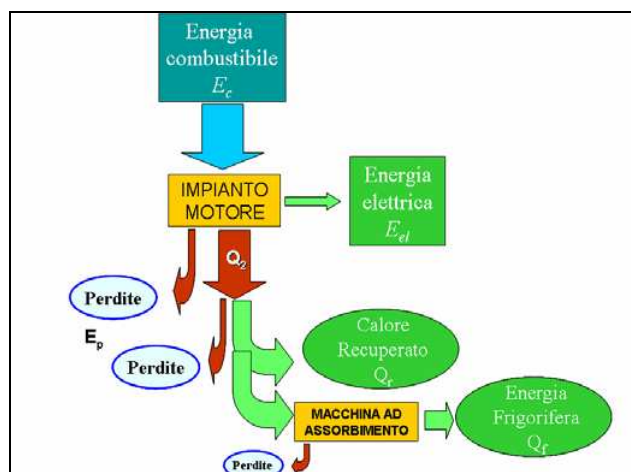 Energia
combustibile
Ec
IMPIANTO
MOTORE
Energia
elettrica
Eel
Q2
Perdite
Ep
Perdite
Calore
Recuperato
Qr
MACCHINA AD
ASSORBIMENTO
Energia
Frigorifera
Qf
Perdite